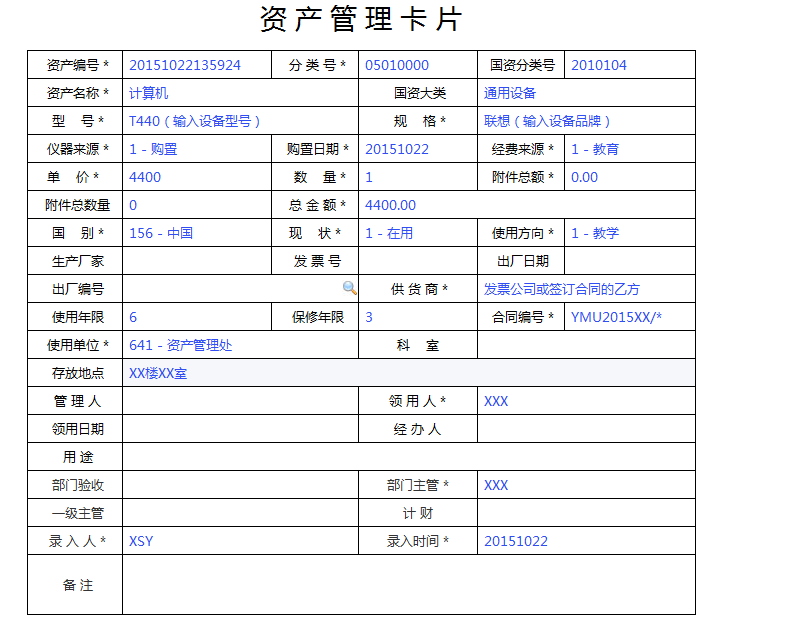 资产管理卡片
资产编号 * 20151022135924 分 类 号 * 05010000 国资分类号 2010104
资产名称 * 计算机 国资大类 通用设备
型 号 * T440（输入设备型号） 规 格 * 联想（输入设备品牌）
仪器来源 * 1 - 购置 购置日期 * 20151022 经费来源 * 1 - 教育
单 价 * 4400 数 量 * 1 附件总额 * 0.00
附件总数量 0 总 金 额 * 4400.00
国 别 * 156 - 中国 现 状 * 1 - 在用 使用方向 * 1 - 教学
生产厂家 发 票 号 出厂日期
出厂编号 供 货 商 * 发票公司或签订合同的乙方
使用年限 6 保修年限 3 合同编号 * YMU2015XX/*
使用单位 * 641 - 资产管理处 科 室
存放地点 XX楼XX室
管 理 人 领 用 人 * XXX
领用日期 经 办 人
用 途
部门验收 部门主管 * XXX
一级主管 计 财
录 入 人 * XSY 录入时间 * 20151022
备 注